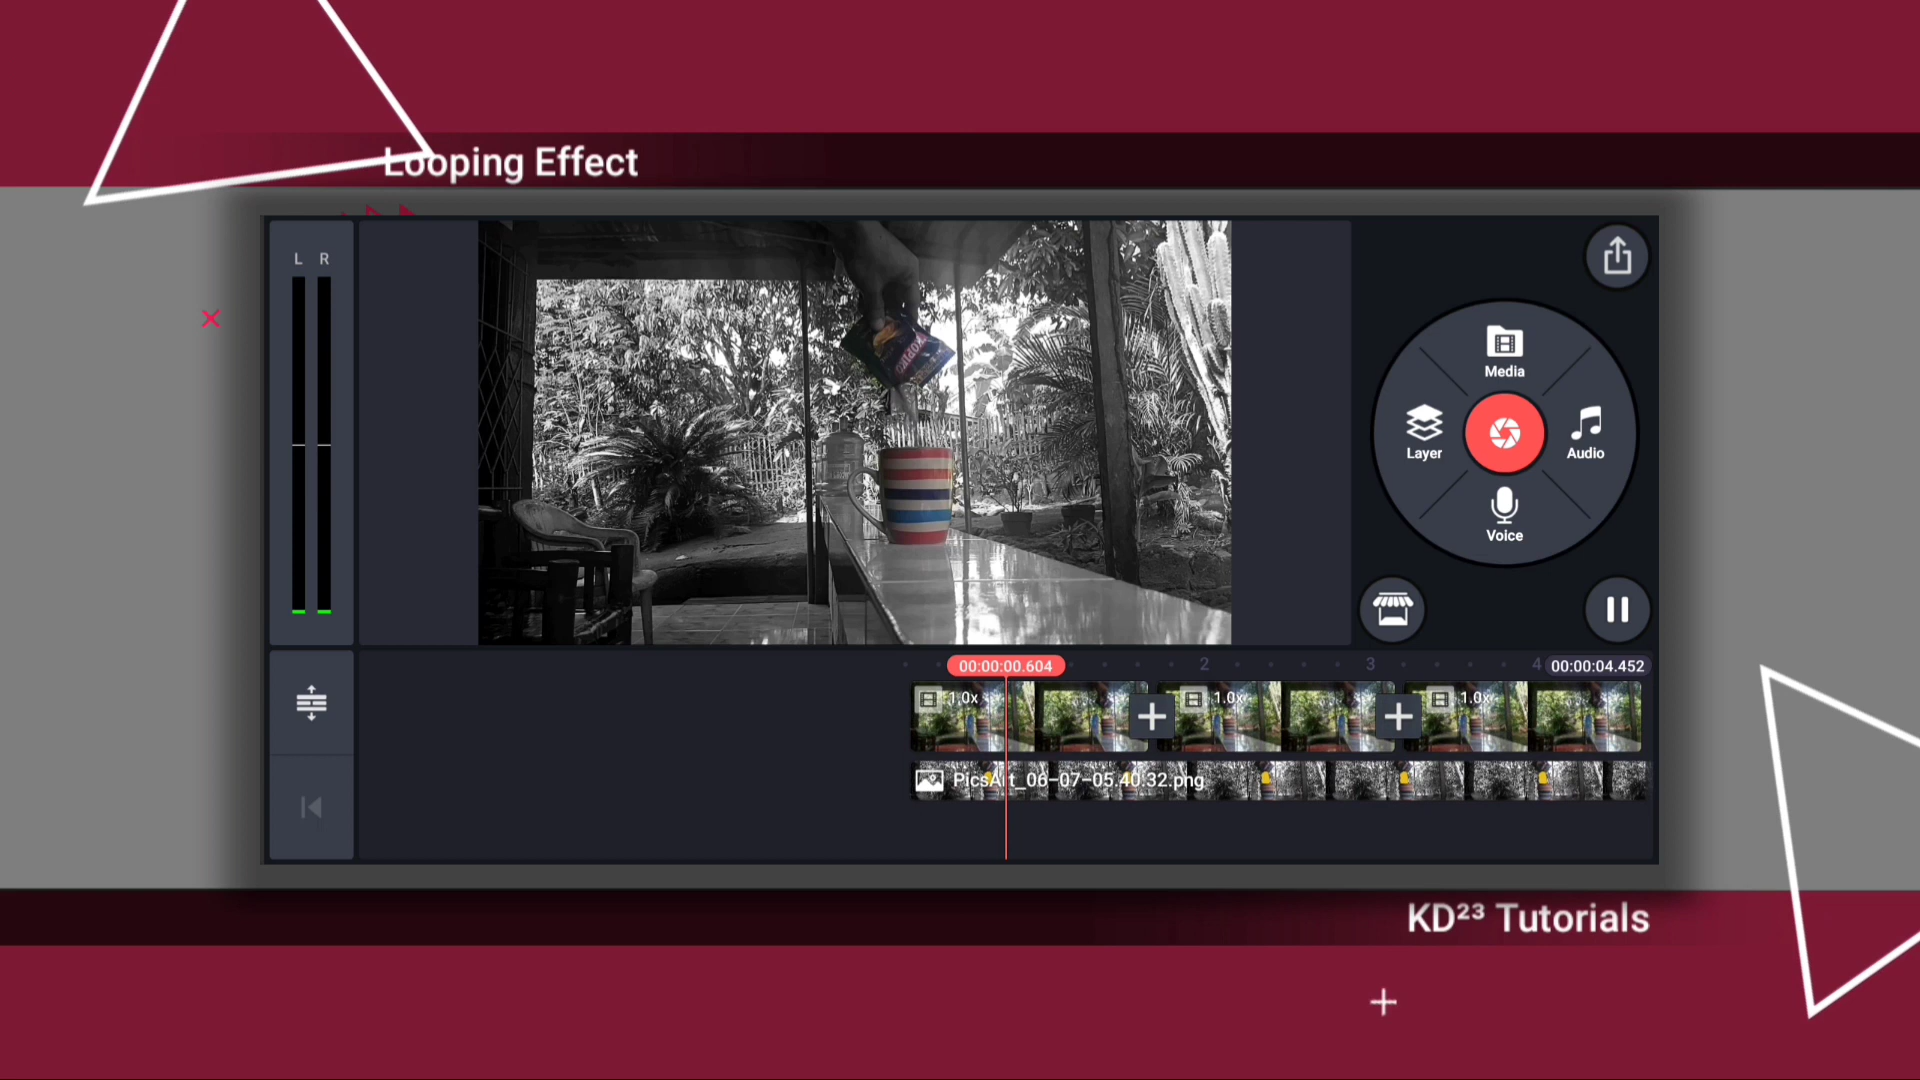 Looping Effect
L R
Media
Layer
Audio
Voice
00:00:00.604
2
3
4
00:00:04.452
1.0x
1.0x
1.0x
PicsArt_06-07-05.40.32.png
KD²³ Tutorials